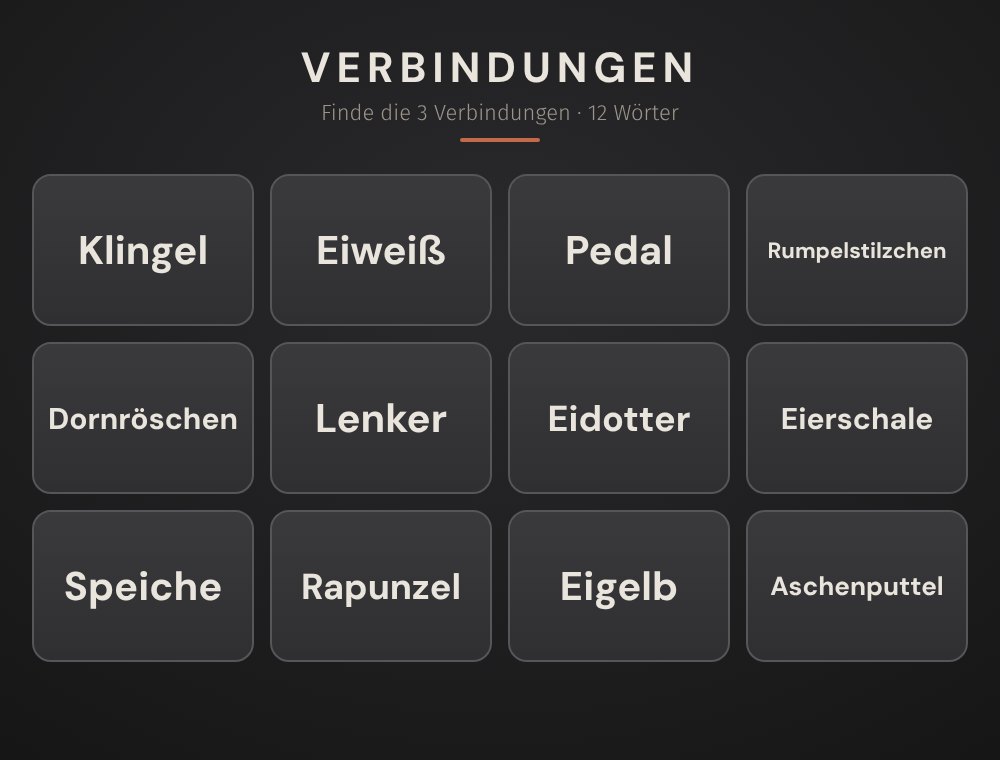 VERBINDUNGEN
Finde die 3 Verbindungen · 12 Wörter
Klingel
Eiweiß
Pedal
Rumpelstilzchen
Dornröschen
Lenker
Eidotter
Eierschale
Speiche
Rapunzel
Eigelb
Aschenputtel